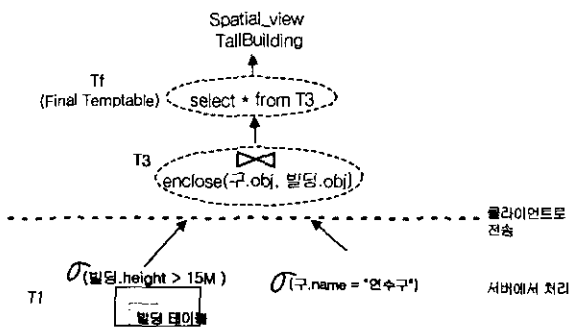 Spatial_view
TallBuilding
Tf
(Final Temptable)
select * from T3
T3
enclose(구.obj, 빌딩.obj)
클라이언트로
전송
σ(빌딩.height > 15M )
σ(구.name = "연수구")
T1
서버에서 처리
빌딩 테이블